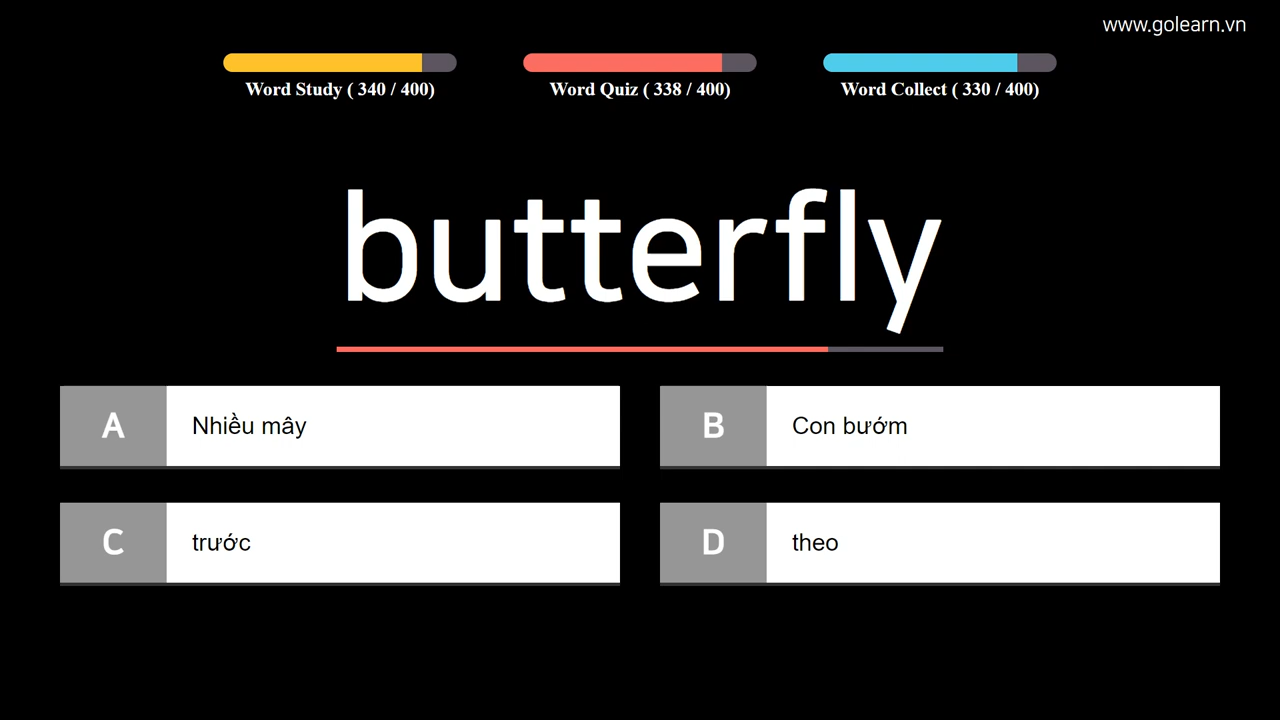 www.golearn.vn
Word Study ( 340 / 400)
Word Quiz ( 338 / 400)
Word Collect ( 330 / 400)
butterfly
A Nhiều mây
B Con bướm
C trước
D theo